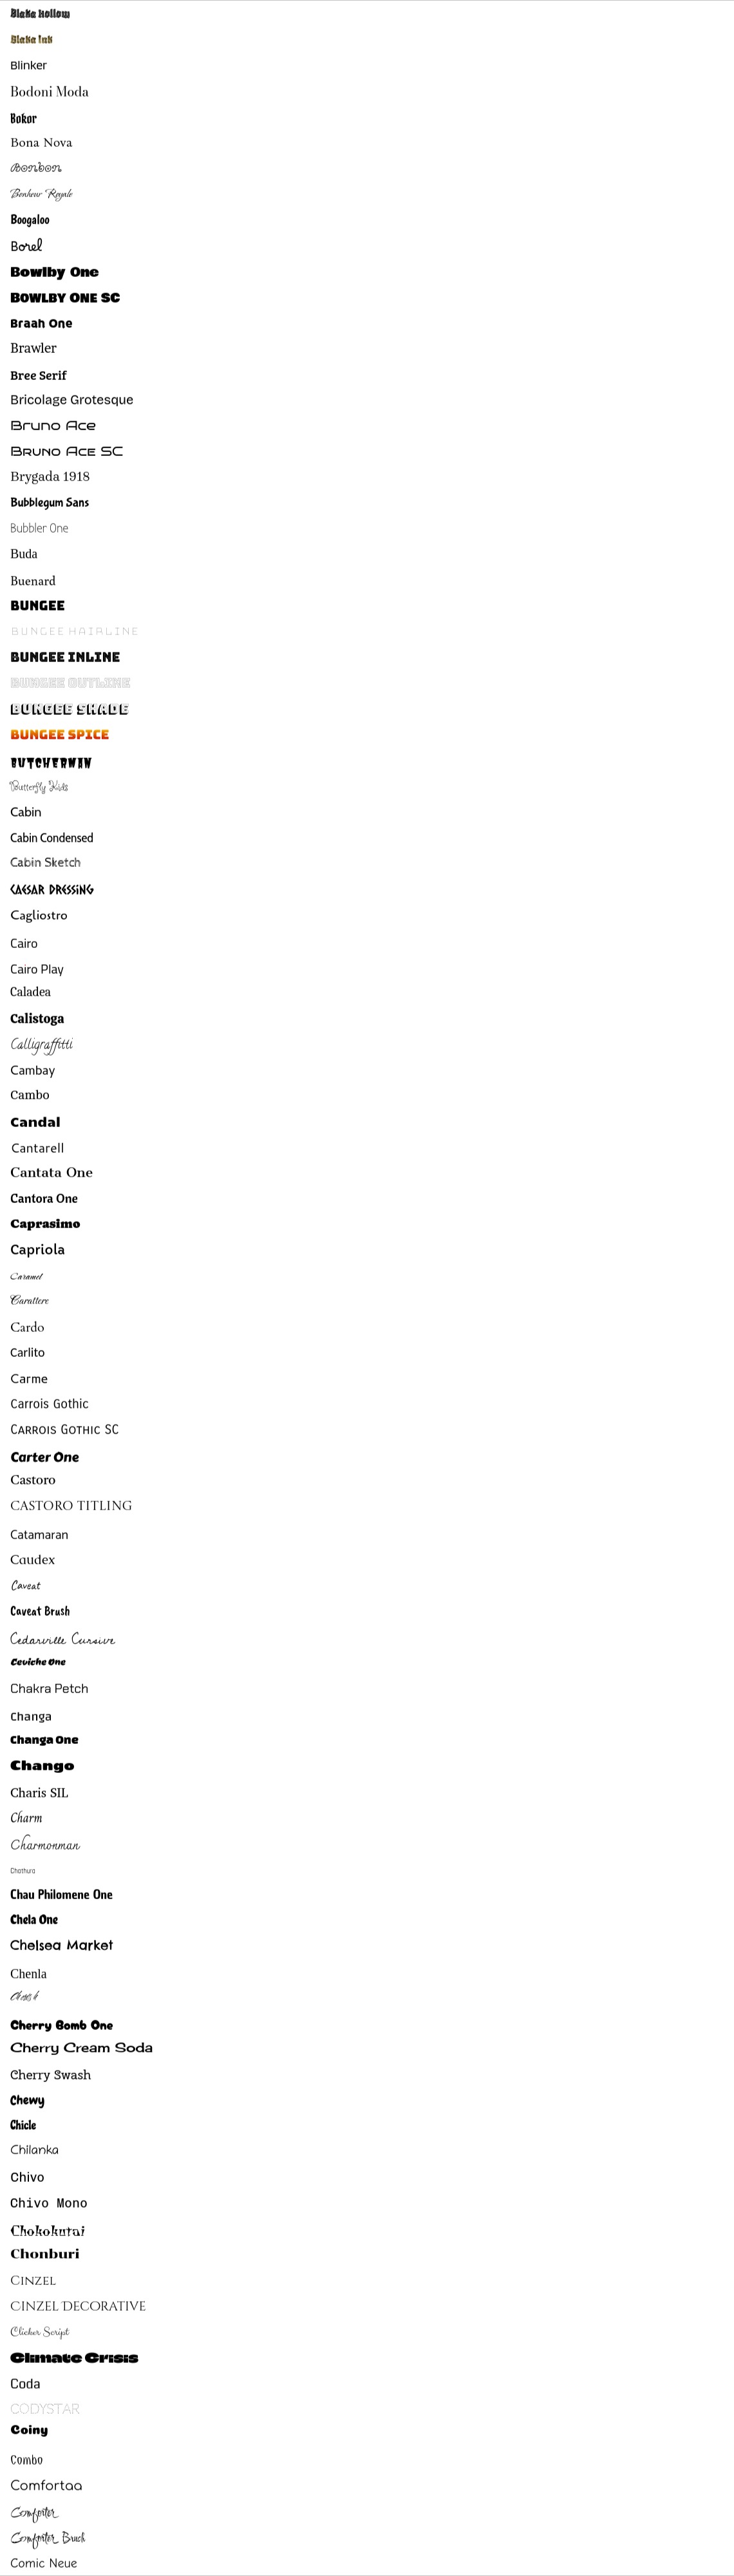 Blaka Hollow
Blaka Ink
Blinker
Bodoni Moda
Bokor
Bona Nova
Bonbon
Bonheur Royale
Boogaloo
Borel
Bowlby One
BOWLBY ONE SC
Braah One
Brawler
Bree Serif
Bricolage Grotesque
Bruno Ace
BRUNO ACE SC
Brygada 1918
Bubblegum Sans
Bubbler One
Buda
Buenard
BUNGEE
BUNGEE HAIRLINE
BUNGEE INLINE
BUNGEE OUTLINE
BUNGEE SHADE
BUNGEE SPICE
BUTCHERMAN
Butterfly Kids
Cabin
Cabin Condensed
Cabin Sketch
CAESAR DRESSiNG
Cagliostro
Cairo
Cairo Play
Caladea
Calistoga
Calligraffitti
Cambay
Cambo
Candal
Cantarell
Cantata One
Cantora One
Caprasimo
Capriola
Caramel
Carattere
Cardo
Carlito
Carme
Carrois Gothic
CARROIS GOTHIC SC
Carter One
Castoro
CASTORO TITLING
Catamaran
Caudex
Caveat
Caveat Brush
Cedarville Cursive
Ceviche One
Chakra Petch
Changa
Changa One
Chango
Charis SIL
Charm
Charmonman
Chathura
Chau Philomene One
Chela One
Chelsea Market
Chenla
Cherish
Cherry Bomb One
Cherry Cream Soda
Cherry Swash
Chewy
Chicle
Chilanka
Chivo
Chivo Mono
Chokokutai
Chonburi
CINZEL
CINZEL DECORATIVE
Clicker Script
Climate Crisis
Coda
CODYSTAR
Coiny
Combo
Comfortaa
Comforter
Comforter Brush
Comic Neue